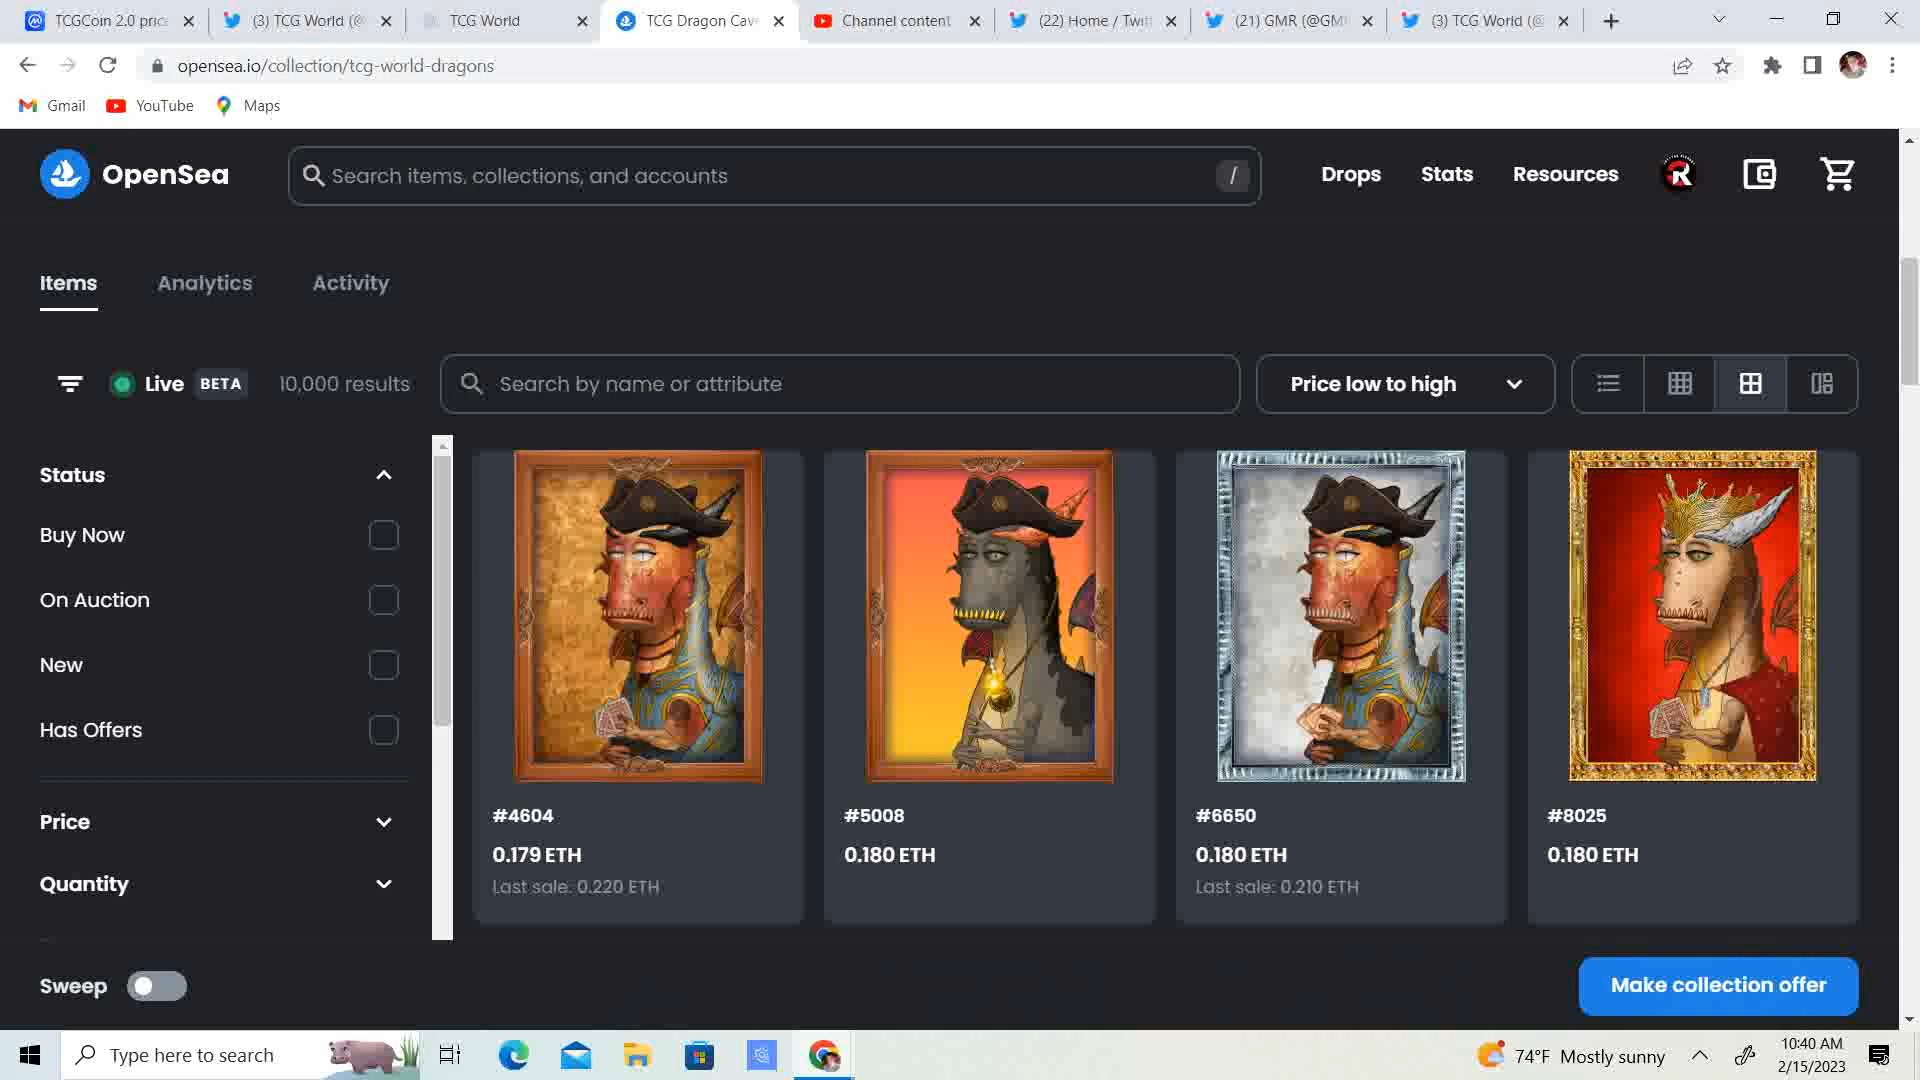 TCGCoin 2.0 price
(3) TCG World (@
TCG World
TCG Dragon Cav
Channel content
(22) Home / Twit
(21) GMR (@GM
(3) TCG World (@
opensea.io/collection/tcg-world-dragons
Gmail
YouTube
Maps
OpenSea
Search items, collections, and accounts
/
Drops
Stats
Resources
R
Items
Analytics
Activity
Live
BETA
10,000 results
Search by name or attribute
Price low to high
Status
Buy Now
On Auction
New
Has Offers
Price
Quantity
#4604
0.179 ETH
Last sale: 0.220 ETH
#5008
0.180 ETH
#6650
0.180 ETH
Last sale: 0.210 ETH
#8025
0.180 ETH
Sweep
Make collection offer
Type here to search
74°F Mostly sunny
10:40 AM
2/15/2023